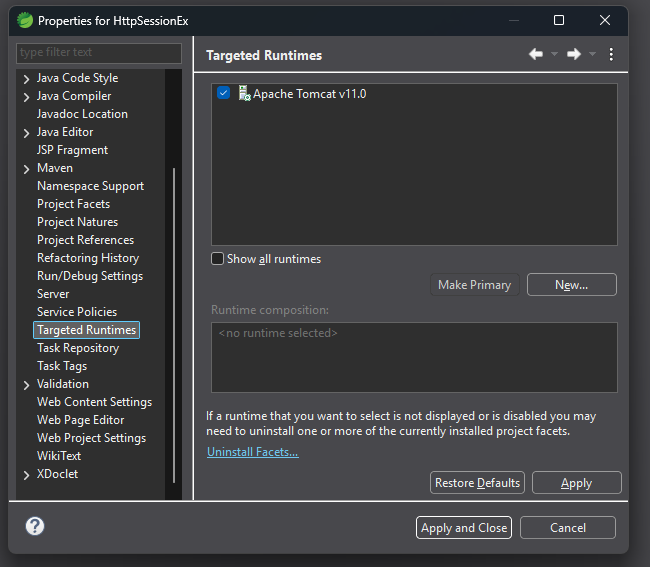 Properties for HttpSessionEx
type filter text
Java Code Style
Java Compiler
Javadoc Location
Java Editor
JSP Fragment
Maven
Namespace Support
Project Facets
Project Natures
Project References
Refactoring History
Run/Debug Settings
Server
Service Policies
Targeted Runtimes
Task Repository
Task Tags
Validation
Web Content Settings
Web Page Editor
Web Project Settings
WikiText
XDoclet
Targeted Runtimes
Apache Tomcat v11.0
Show all runtimes
Make Primary
New...
Runtime composition:
<no runtime selected>
If a runtime that you want to select is not displayed or is disabled you may
need to uninstall one or more of the currently installed project facets.
Uninstall Facets...
Restore Defaults
Apply
?
Apply and Close
Cancel